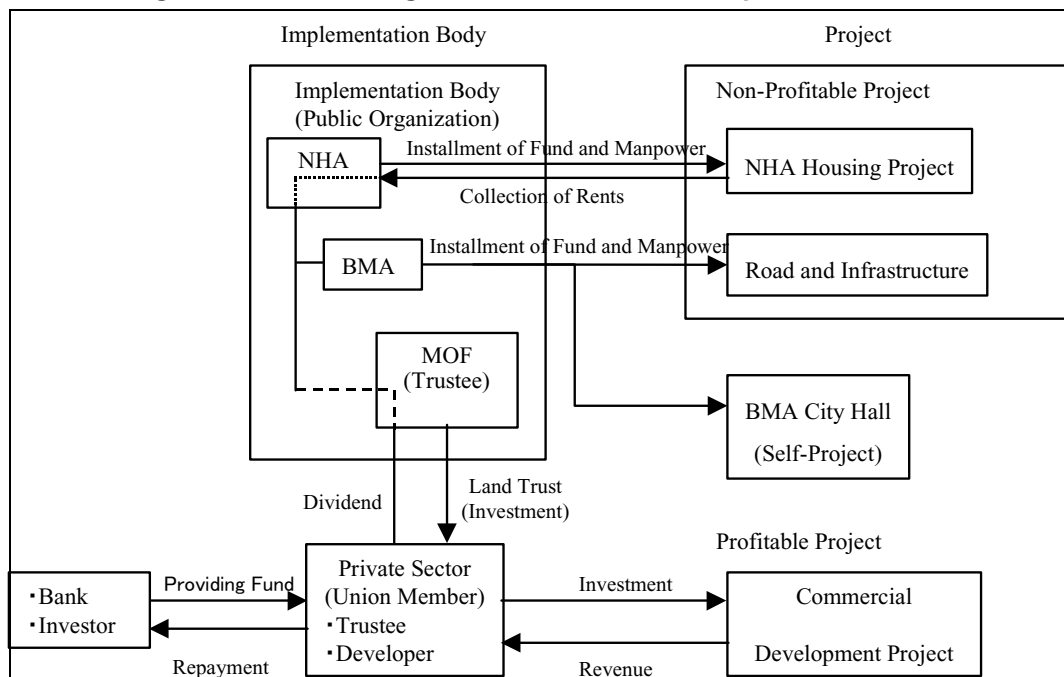 Implementation Body
Project
Implementation Body
(Public Organization)
Non-Profitable Project
NHA
Installment of Fund and Manpower
NHA Housing Project
Collection of Rents
BMA
Installment of Fund and Manpower
Road and Infrastructure
MOF
(Trustee)
BMA City Hall
(Self-Project)
Dividend
Land Trust
(Investment)
Profitable Project
・Bank
・Investor
Providing Fund
Repayment
Private Sector
(Union Member)
・Trustee
・Developer
Investment
Revenue
Commercial
Development Project